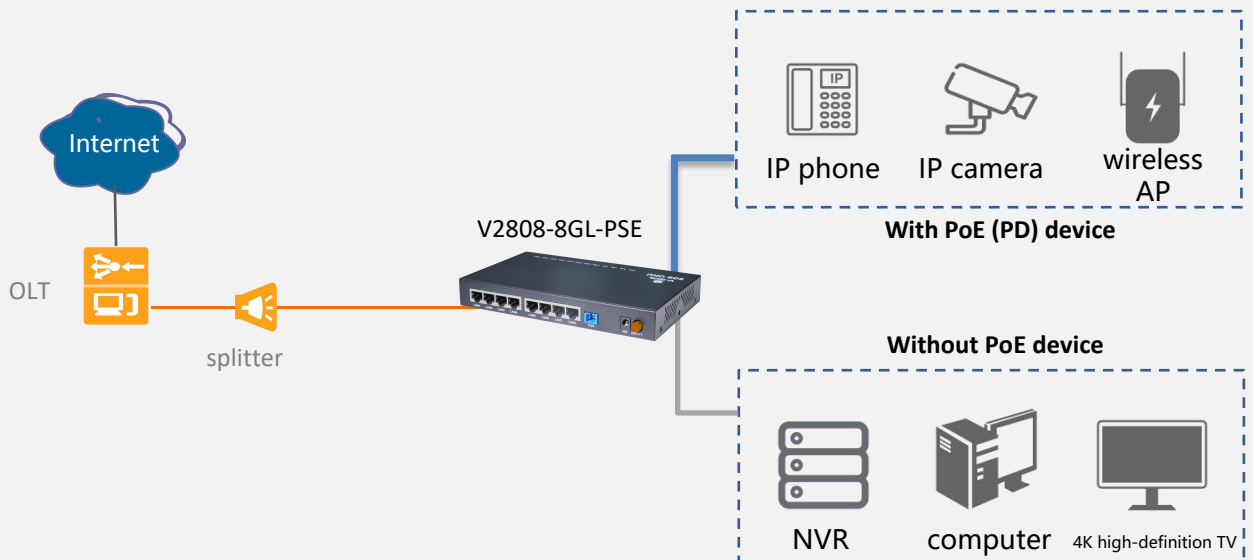 Internet
OLT
splitter
V2808-8GL-PSE
IP
IP phone
IP camera
wireless
AP
With PoE (PD) device
Without PoE device
NVR
computer
4K high-definition TV